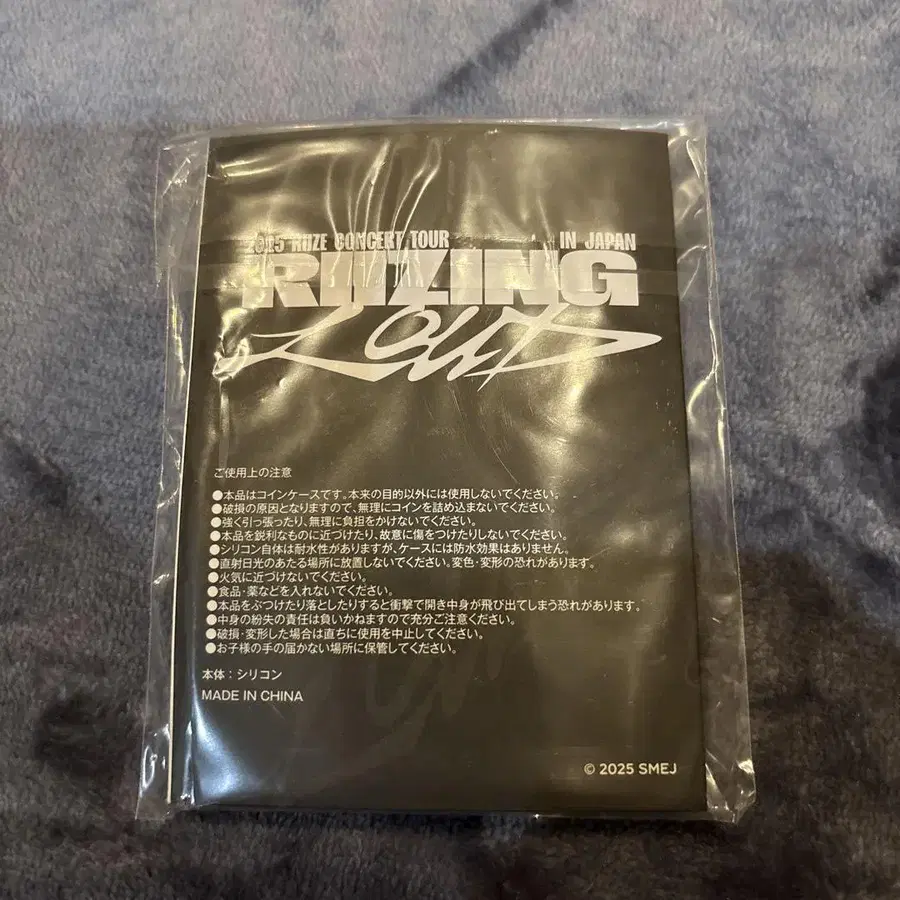 2025 RIIZE CONCERT TOUR IN JAPAN
RIIZING
LOUD
ご使用上の注意
●本品はコインケースです。本来の目的以外には使用しないでください。
●破損の原因となりますので、無理にコインを詰め込まないでください。
●強く引っ張ったり、無理に負担をかけないでください。
●本品を鋭利なものに近づけたり、故意に傷をつけたりしないでください。
●シリコン自体は耐水性がありますが、ケースには防水効果はありません。
●直射日光のあたる場所に放置しないでください。変色・変形の恐れがあります。
●火気に近づけないでください。
●食品・薬などを入れないでください。
●本品をぶつけたり落としたりすると衝撃で開き中身が飛び出てしまう恐れがあります。
●中身の紛失の責任は負いかねますので充分ご注意ください。
●破損・変形した場合は直ちに使用を中止してください。
●お子様の手の届かない場所に保管してください。
本体：シリコン
MADE IN CHINA
© 2025 SMEJ